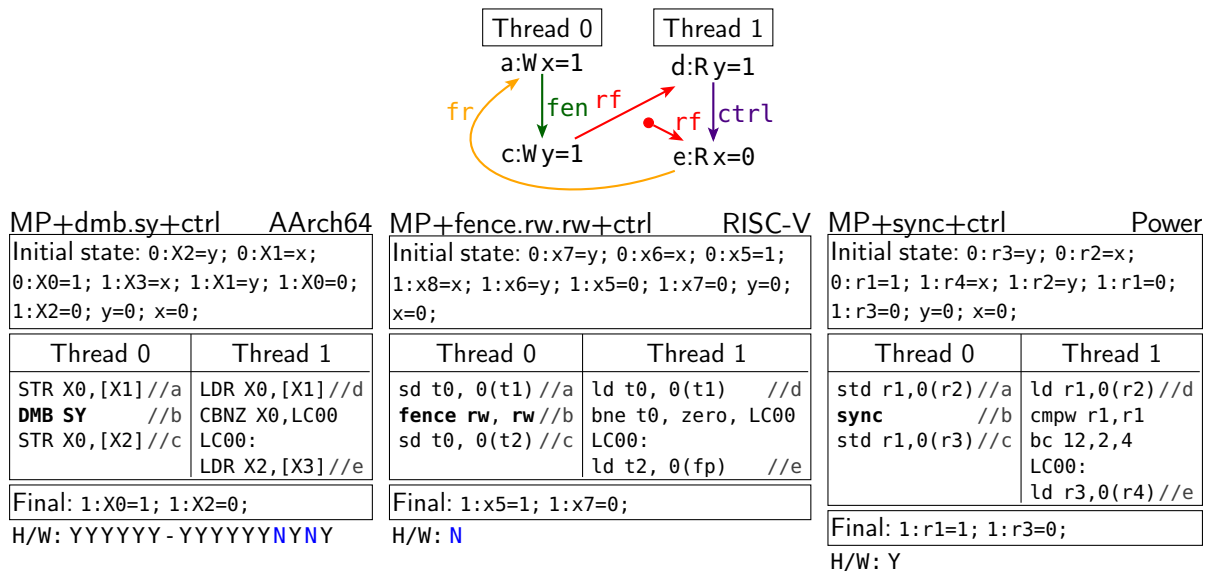 Thread 0 Thread 1
a:W x=1 d:R y=1
fr fen rf rf ctrl
c:W y=1 e:R x=0
MP+dmb.sy+ctrl AArch64
Initial state: 0:X2=y; 0:X1=x;
0:X0=1; 1:X3=x; 1:X1=y; 1:X0=0;
1:X2=0; y=0; x=0;
Thread 0 Thread 1
STR X0,[X1]//a LDR X0,[X1]//d
DMB SY //b CBNZ X0,LC00
STR X0,[X2]//c LC00:
LDR X2,[X3]//e
Final: 1:X0=1; 1:X2=0;
H/W: YYYYYY-YYYYYYNYNY
MP+fence.rw.rw+ctrl RISC-V
Initial state: 0:x7=y; 0:x6=x; 0:x5=1;
1:x8=x; 1:x6=y; 1:x5=0; 1:x7=0; y=0;
x=0;
Thread 0 Thread 1
sd t0, 0(t1)//a ld t0, 0(t1) //d
fence rw, rw//b bne t0, zero, LC00
sd t0, 0(t2)//c LC00:
ld t2, 0(fp) //e
Final: 1:x5=1; 1:x7=0;
H/W: N
MP+sync+ctrl Power
Initial state: 0:r3=y; 0:r2=x;
0:r1=1; 1:r4=x; 1:r2=y; 1:r1=0;
1:r3=0; y=0; x=0;
Thread 0 Thread 1
std r1,0(r2)//a ld r1,0(r2)//d
sync //b cmpw r1,r1
std r1,0(r3)//c bc 12,2,4
LC00:
ld r3,0(r4)//e
Final: 1:r1=1; 1:r3=0;
H/W: Y